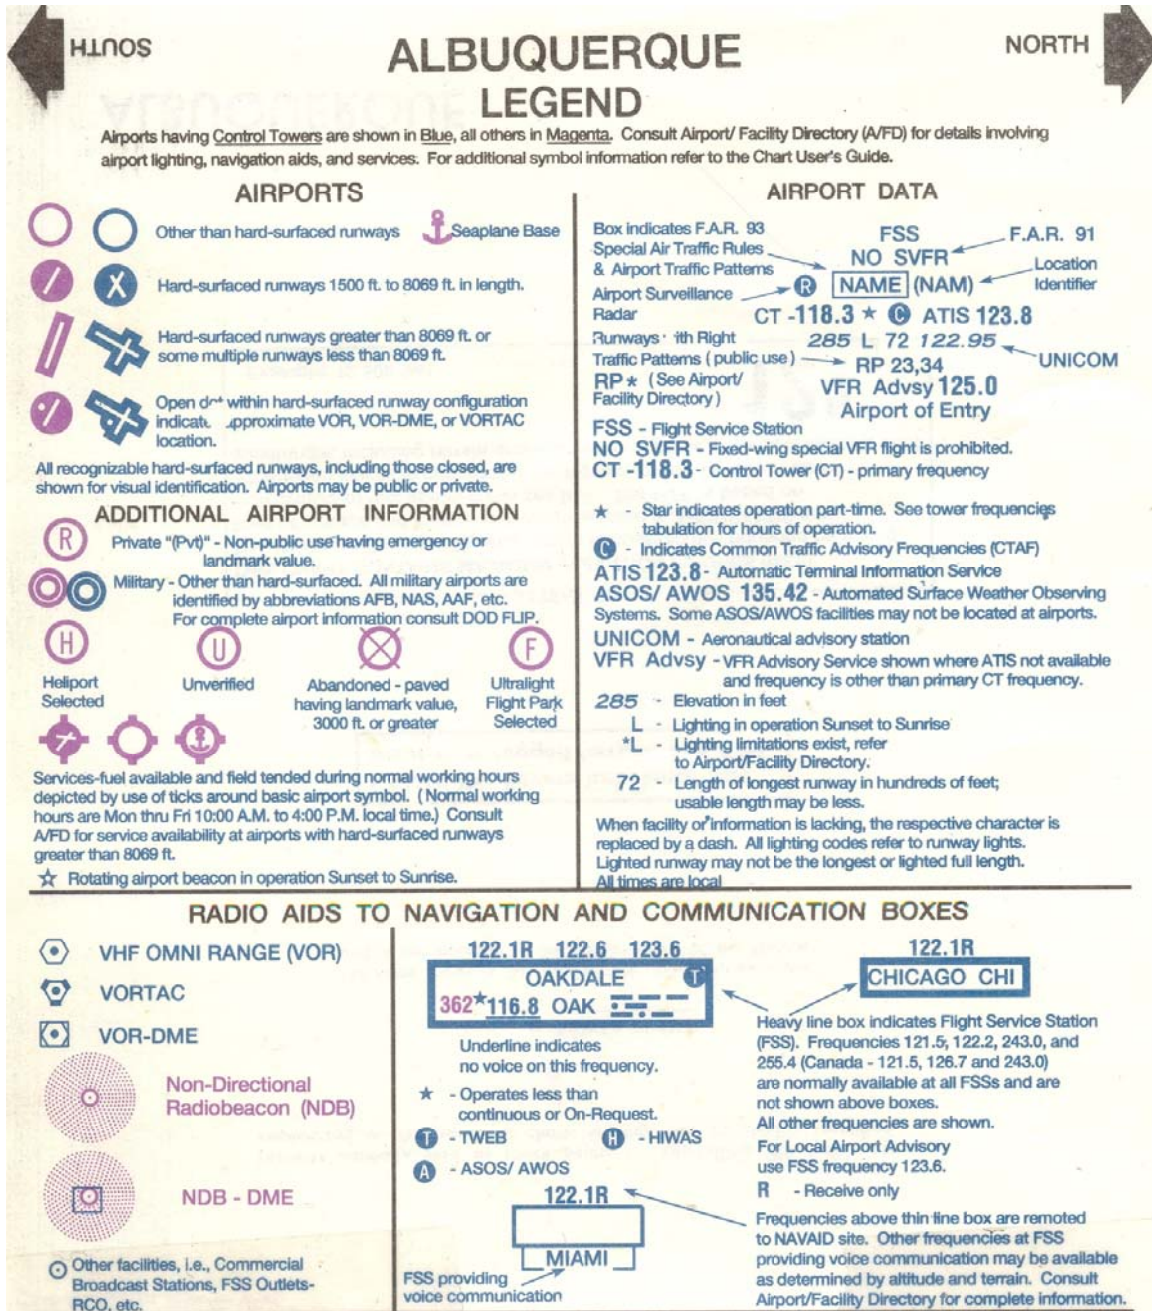 SOUTH
ALBUQUERQUE
NORTH
LEGEND
Airports having Control Towers are shown in Blue, all others in Magenta. Consult Airport/ Facility Directory (A/FD) for details involving
airport lighting, navigation aids, and services. For additional symbol information refer to the Chart User's Guide.
AIRPORTS
Other than hard-surfaced runways
Seaplane Base
Hard-surfaced runways 1500 ft. to 8069 ft. in length.
Hard-surfaced runways greater than 8069 ft. or
some multiple runways less than 8069 ft.
Open dot within hard-surfaced runway configuration
indicates approximate VOR, VOR-DME, or VORTAC
location.
All recognizable hard-surfaced runways, including those closed, are
shown for visual identification. Airports may be public or private.
ADDITIONAL AIRPORT INFORMATION
R
Private "(Pvt)" - Non-public use having emergency or
landmark value.
Military - Other than hard-surfaced. All military airports are
identified by abbreviations AFB, NAS, AAF, etc.
For complete airport information consult DOD FLIP.
H
U
F
Heliport
Selected
Unverified
Abandoned - paved
having landmark value,
3000 ft. or greater
Ultralight
Flight Park
Selected
Services-fuel available and field tended during normal working hours
depicted by use of ticks around basic airport symbol. (Normal working
hours are Mon thru Fri 10:00 A.M. to 4:00 P.M. local time.) Consult
A/FD for service availability at airports with hard-surfaced runways
greater than 8069 ft.
☆ Rotating airport beacon in operation Sunset to Sunrise.
AIRPORT DATA
Box indicates F.A.R. 93
Special Air Traffic Rules
& Airport Traffic Patterns
Airport Surveillance
Radar
Runways with Right
Traffic Patterns (public use)
RP * (See Airport/
Facility Directory)
FSS
NO SVFR
F.A.R. 91
R NAME (NAM)
Location
Identifier
CT -118.3 ★ C ATIS 123.8
285 L 72 122.95
UNICOM
RP 23,34
VFR Advsy 125.0
Airport of Entry
FSS - Flight Service Station
NO SVFR - Fixed-wing special VFR flight is prohibited.
CT -118.3 - Control Tower (CT) - primary frequency
★ - Star indicates operation part-time. See tower frequencies
tabulation for hours of operation.
C - Indicates Common Traffic Advisory Frequencies (CTAF)
ATIS 123.8 - Automatic Terminal Information Service
ASOS/ AWOS 135.42 - Automated Surface Weather Observing
Systems. Some ASOS/AWOS facilities may not be located at airports.
UNICOM - Aeronautical advisory station
VFR Advsy - VFR Advisory Service shown where ATIS not available
and frequency is other than primary CT frequency.
285 - Elevation in feet
L - Lighting in operation Sunset to Sunrise
*L - Lighting limitations exist, refer
to Airport/Facility Directory.
72 - Length of longest runway in hundreds of feet;
usable length may be less.
When facility or information is lacking, the respective character is
replaced by a dash. All lighting codes refer to runway lights.
Lighted runway may not be the longest or lighted full length.
All times are local
RADIO AIDS TO NAVIGATION AND COMMUNICATION BOXES
VHF OMNI RANGE (VOR)
VORTAC
VOR-DME
Non-Directional
Radiobeacon (NDB)
NDB - DME
Other facilities, i.e., Commercial
Broadcast Stations, FSS Outlets-
RCO, etc.
122.1R 122.6 123.6
OAKDALE T
362 ★ 116.8 OAK
Underline indicates
no voice on this frequency.
★ - Operates less than
continuous or On-Request.
T - TWEB
H - HIWAS
A - ASOS/ AWOS
122.1R
MIAMI
FSS providing
voice communication
122.1R
CHICAGO CHI
Heavy line box indicates Flight Service Station
(FSS). Frequencies 121.5, 122.2, 243.0, and
255.4 (Canada - 121.5, 126.7 and 243.0)
are normally available at all FSSs and are
not shown above boxes.
All other frequencies are shown.
For Local Airport Advisory
use FSS frequency 123.6.
R - Receive only
Frequencies above thin line box are remoted
to NAVAID site. Other frequencies at FSS
providing voice communication may be available
as determined by altitude and terrain. Consult
Airport/Facility Directory for complete information.